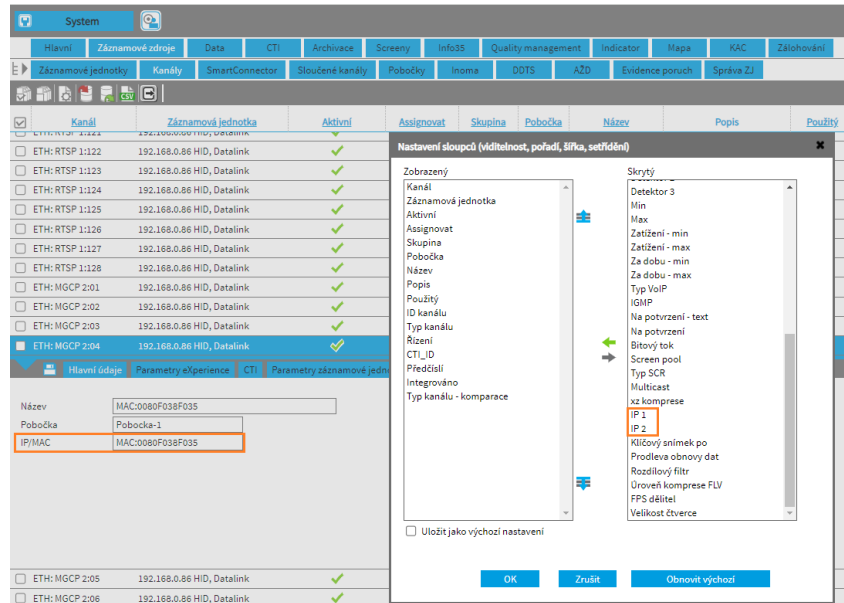 System
Hlavní Záznamové zdroje Data CTI Archivace Screeny Info35 Quality management Indicator Mapa KAC Zálohování
Záznamové jednotky Kanály SmartConnector Sloučené kanály Pobočky Inoma DDTS AŽD Evidence poruch Správa ZJ
Kanál Záznamová jednotka Aktivní Assignovat Skupina Pobočka Název Popis Použitý
ETH: RTSP 1:121 192.168.0.86 HID, Datalink
ETH: RTSP 1:122 192.168.0.86 HID, Datalink
ETH: RTSP 1:123 192.168.0.86 HID, Datalink
ETH: RTSP 1:124 192.168.0.86 HID, Datalink
ETH: RTSP 1:125 192.168.0.86 HID, Datalink
ETH: RTSP 1:126 192.168.0.86 HID, Datalink
ETH: RTSP 1:127 192.168.0.86 HID, Datalink
ETH: RTSP 1:128 192.168.0.86 HID, Datalink
ETH: MGCP 2:01 192.168.0.86 HID, Datalink
ETH: MGCP 2:02 192.168.0.86 HID, Datalink
ETH: MGCP 2:03 192.168.0.86 HID, Datalink
ETH: MGCP 2:04 192.168.0.86 HID, Datalink
Hlavní údaje Parametry eXperience CTI Parametry záznamové jedn
Název MAC:0080F038F035
Pobočka Pobocka-1
IP/MAC MAC:0080F038F035
ETH: MGCP 2:05 192.168.0.86 HID, Datalink
ETH: MGCP 2:06 192.168.0.86 HID, Datalink
Nastavení sloupců (viditelnost, pořadí, šířka, setřídění)
Zobrazený
Kanál
Záznamová jednotka
Aktivní
Assignovat
Skupina
Pobočka
Název
Popis
Použitý
ID kanálu
Typ kanálu
Řízení
CTI_ID
Předčíslí
Integrováno
Typ kanálu - komparace
Skrytý
Detektor 3
Min
Max
Zatížení - min
Zatížení - max
Za dobu - min
Za dobu - max
Typ VoIP
IGMP
Na potvrzení - text
Na potvrzení
Bitový tok
Screen pool
Typ SCR
Multicast
xz komprese
IP 1
IP 2
Klíčový snímek po
Prodleva obnovy dat
Rozdílový filtr
Úroveň komprese FLV
FPS dělitel
Velikost čtverce
Uložit jako výchozí nastavení
OK Zrušit Obnovit výchozí